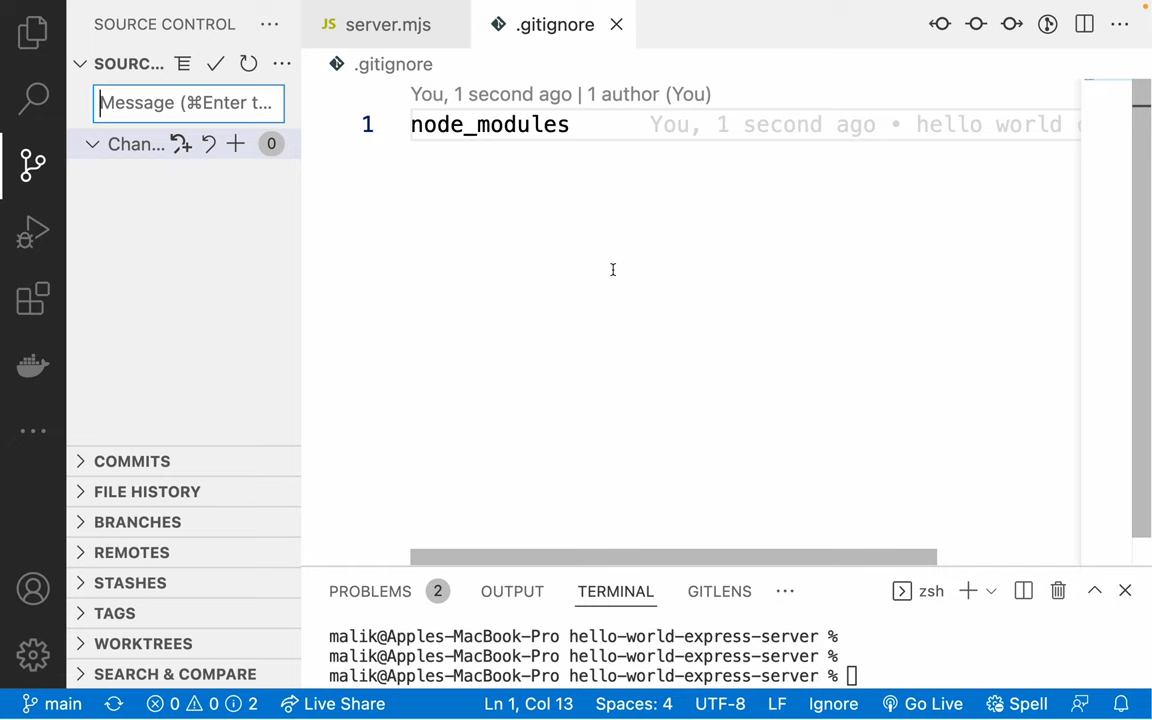 SOURCE CONTROL
SOURC...
Message (⌘Enter t...
Chan...
0
COMMITS
FILE HISTORY
BRANCHES
REMOTES
STASHES
TAGS
WORKTREES
SEARCH & COMPARE
JS server.mjs
.gitignore
.gitignore
You, 1 second ago | 1 author (You)
1 node_modules You, 1 second ago • hello world
PROBLEMS 2 OUTPUT TERMINAL GITLENS zsh
malik@Apples-MacBook-Pro hello-world-express-server %
malik@Apples-MacBook-Pro hello-world-express-server %
malik@Apples-MacBook-Pro hello-world-express-server %
main 0 0 2 Live Share Ln 1, Col 13 Spaces: 4 UTF-8 LF Ignore Go Live Spell